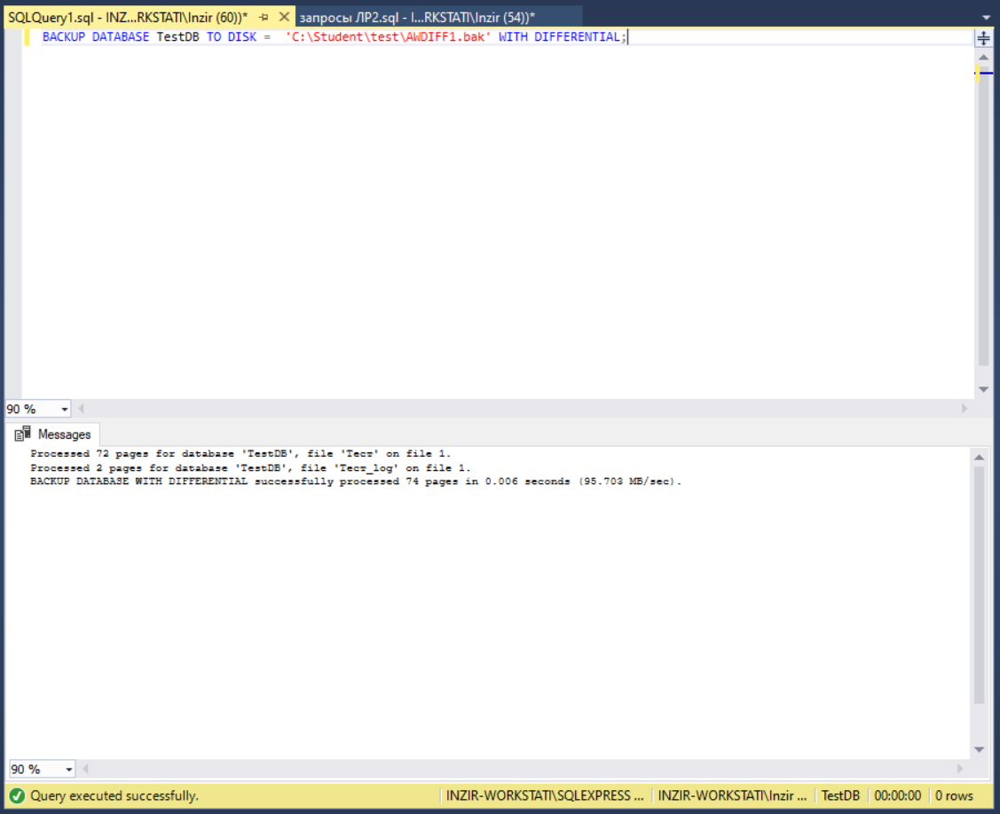 SQLQuery1.sql - INZ...RKSTATI\Inzir (60))* запросы ЛР2.sql - I...RKSTATI\Inzir (54))*
BACKUP DATABASE TestDB TO DISK =  'C:\Student\test\AWDIFF1.bak' WITH DIFFERENTIAL;
90 %
Messages
Processed 72 pages for database 'TestDB', file 'Тест' on file 1.
Processed 2 pages for database 'TestDB', file 'Тест_log' on file 1.
BACKUP DATABASE WITH DIFFERENTIAL successfully processed 74 pages in 0.006 seconds (95.703 MB/sec).
90 %
Query executed successfully. INZIR-WORKSTATI\SQLEXPRESS ... INZIR-WORKSTATI\Inzir ... TestDB 00:00:00 0 rows